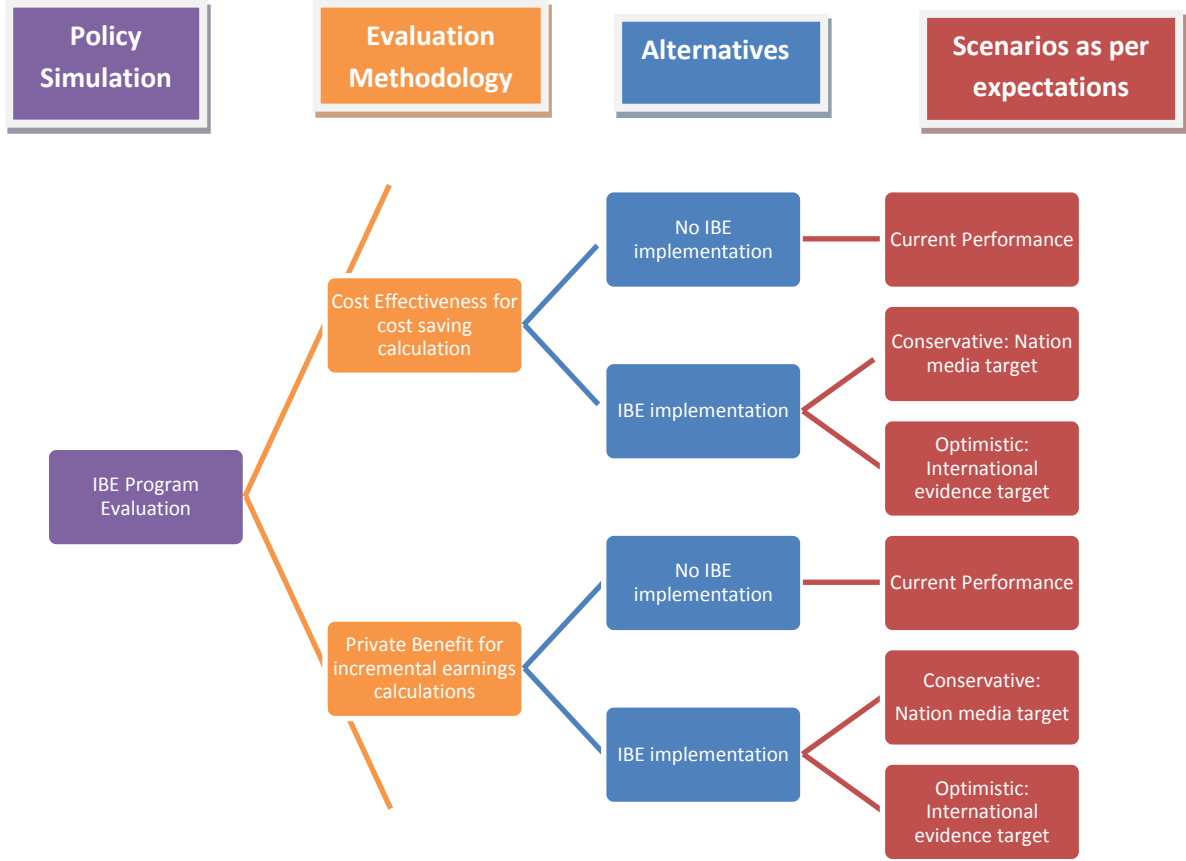 Policy
Simulation
Evaluation
Methodology
Alternatives
Scenarios as per
expectations
IBE Program
Evaluation
Cost Effectiveness for
cost saving
calculation
No IBE
implementation
Current Performance
IBE implementation
Conservative: Nation
media target
Optimistic:
International
evidence target
Private Benefit for
incremental earnings
calculations
No IBE
implementation
Current Performance
IBE implementation
Conservative:
Nation media target
Optimistic:
International
evidence target